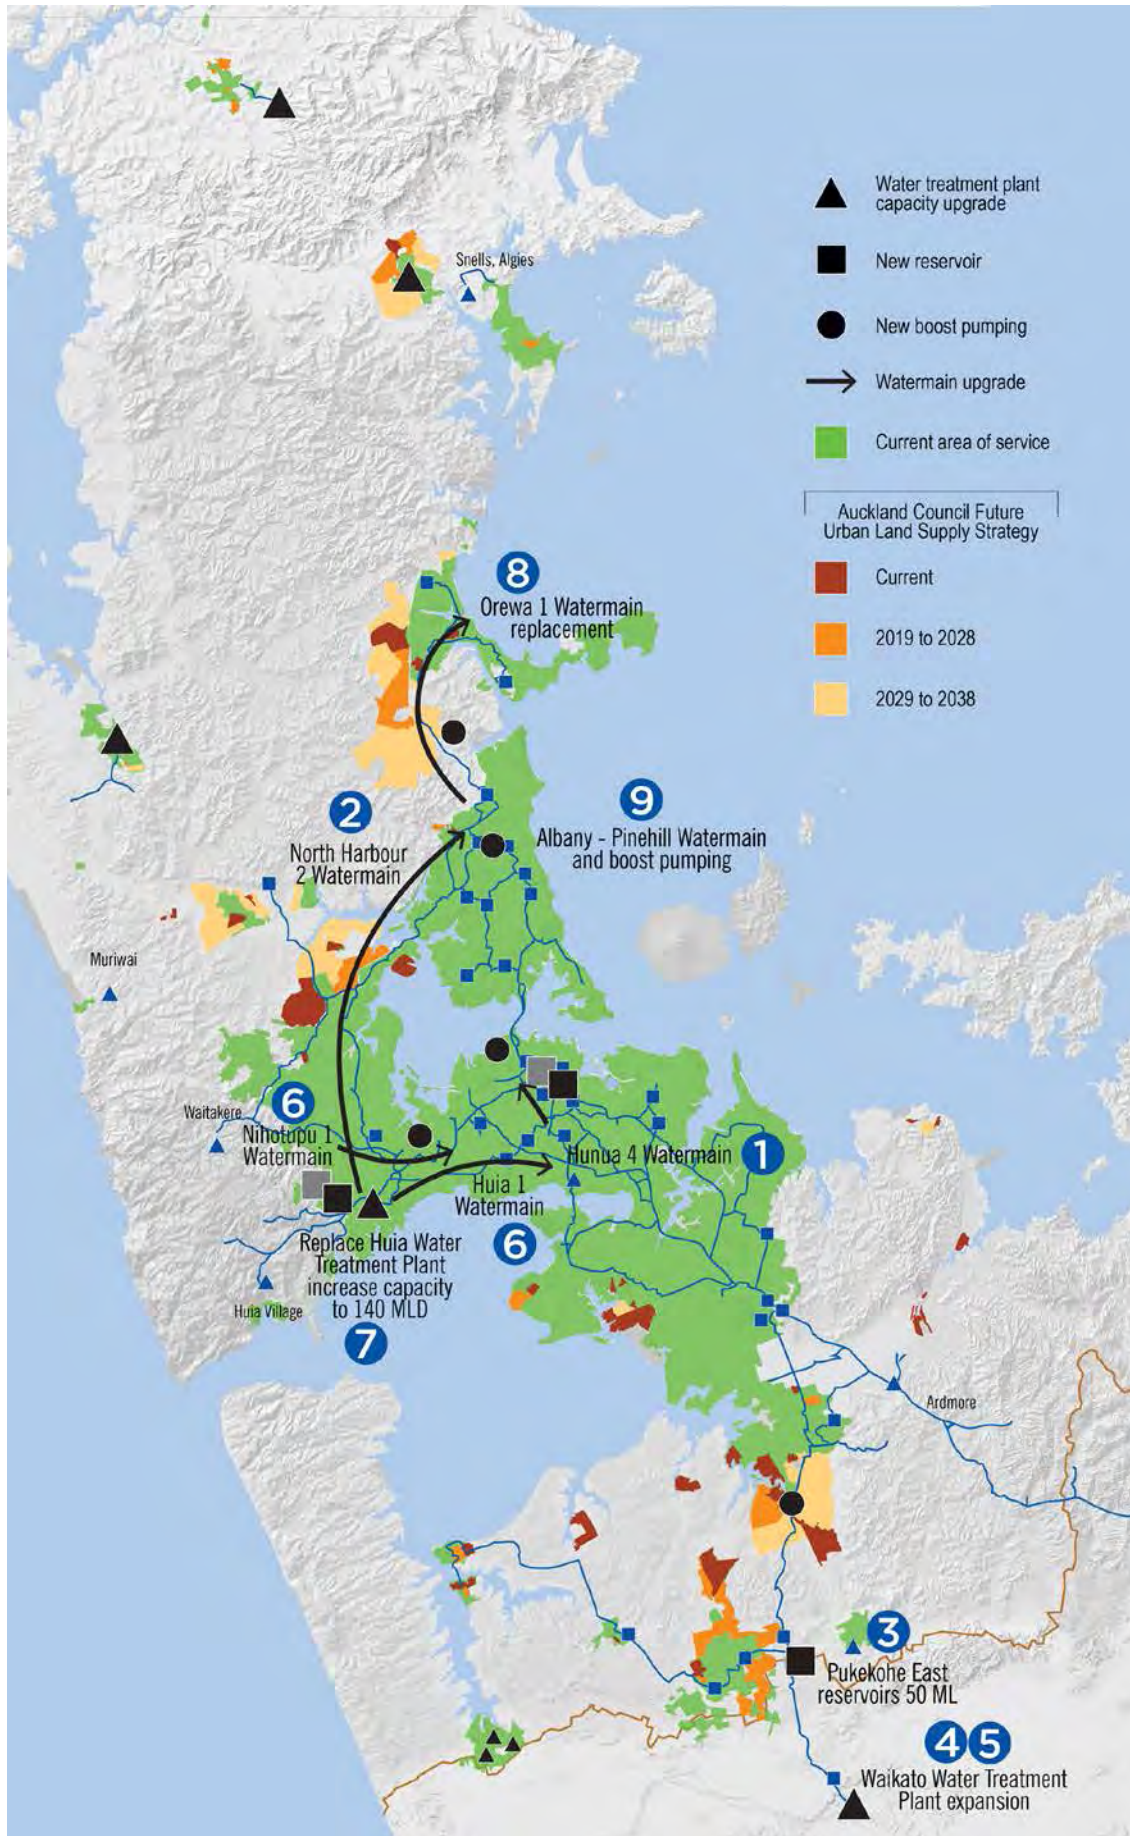 Water treatment plant
capacity upgrade
New reservoir
New boost pumping
Watermain upgrade
Current area of service
Auckland Council Future
Urban Land Supply Strategy
Current
2019 to 2028
2029 to 2038
Snells, Algies
8
Orewa 1 Watermain
replacement
2
North Harbour
2 Watermain
9
Albany - Pinehill Watermain
and boost pumping
Muriwai
Waitakere
6
Nihotupu 1
Watermain
Hunua 4 Watermain
1
Huia 1
Watermain
6
Replace Huia Water
Treatment Plant
increase capacity
to 140 MLD
7
Huia Village
Ardmore
3
Pukekohe East
reservoirs 50 ML
4 5
Waikato Water Treatment
Plant expansion